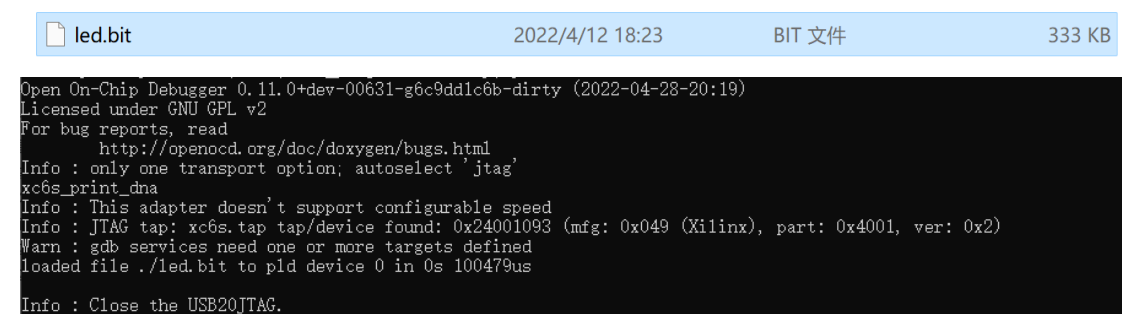 led.bit 2022/4/12 18:23 BIT 文件 333 KB
Open On-Chip Debugger 0.11.0+dev-00631-g6c9dd1c6b-dirty (2022-04-28-20:19)
Licensed under GNU GPL v2
For bug reports, read
http://openocd.org/doc/doxygen/bugs.html
Info : only one transport option; autoselect 'jtag'
xc6s_print_dna
Info : This adapter doesn't support configurable speed
Info : JTAG tap: xc6s.tap tap/device found: 0x24001093 (mfg: 0x049 (Xilinx), part: 0x4001, ver: 0x2)
Warn : gdb services need one or more targets defined
loaded file ./led.bit to pld device 0 in 0s 100479us
Info : Close the USB20JTAG.